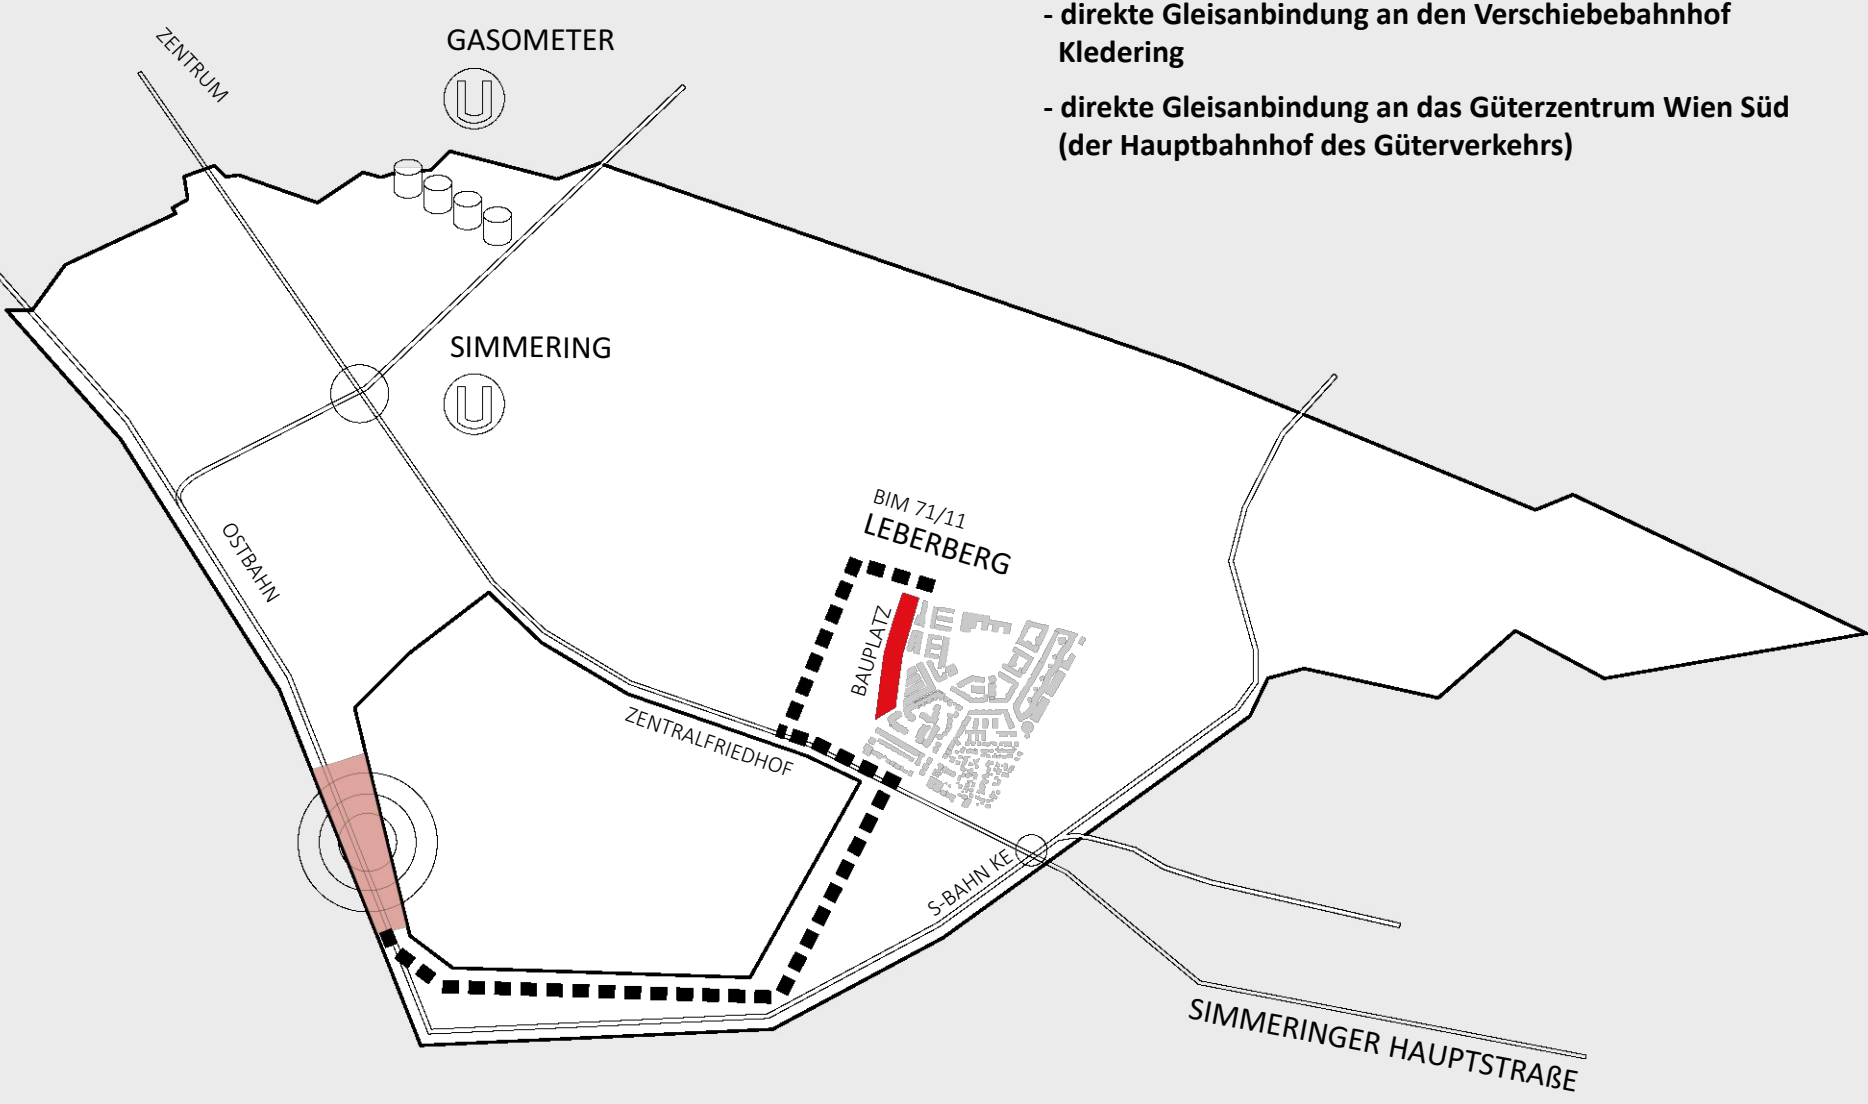 - direkte Gleisanbindung an den Verschiebebahnhof
Kledering
- direkte Gleisanbindung an das Güterzentrum Wien Süd
(der Hauptbahnhof des Güterverkehrs)
ZENTRUM
GASOMETER
U
SIMMERING
U
OSTBAHN
BIM 71/11
LEBERBERG
BAUPLATZ
ZENTRALFRIEDHOF
S-BAHN KE
SIMMERINGER HAUPTSTRAßE